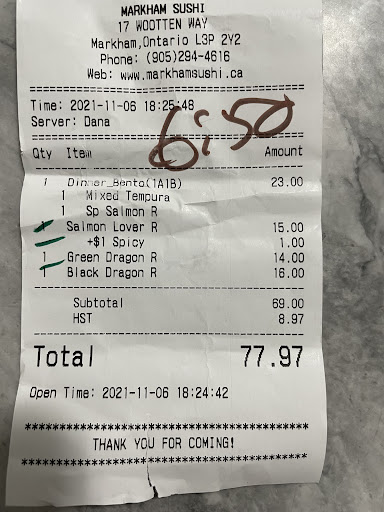 MARKHAM SUSHI
17 WOOTTEN WAY
Markham,Ontario L3P 2Y2
Phone: (905)294-4616
Web: www.markhamsushi.ca
Time: 2021-11-06 18:25:48
6:50
Server: Dana
Qty Item Amount
1 Dinner_Bento(1A1B) 23.00
1 Mixed Tempura
1 Sp Salmon R
Salmon Lover R 15.00
+$1 Spicy 1.00
1 Green Dragon R 14.00
Black Dragon R 16.00
Subtotal 69.00
HST 8.97
Total 77.97
Open Time: 2021-11-06 18:24:42
****************************************
THANK YOU FOR COMING!
****************************************